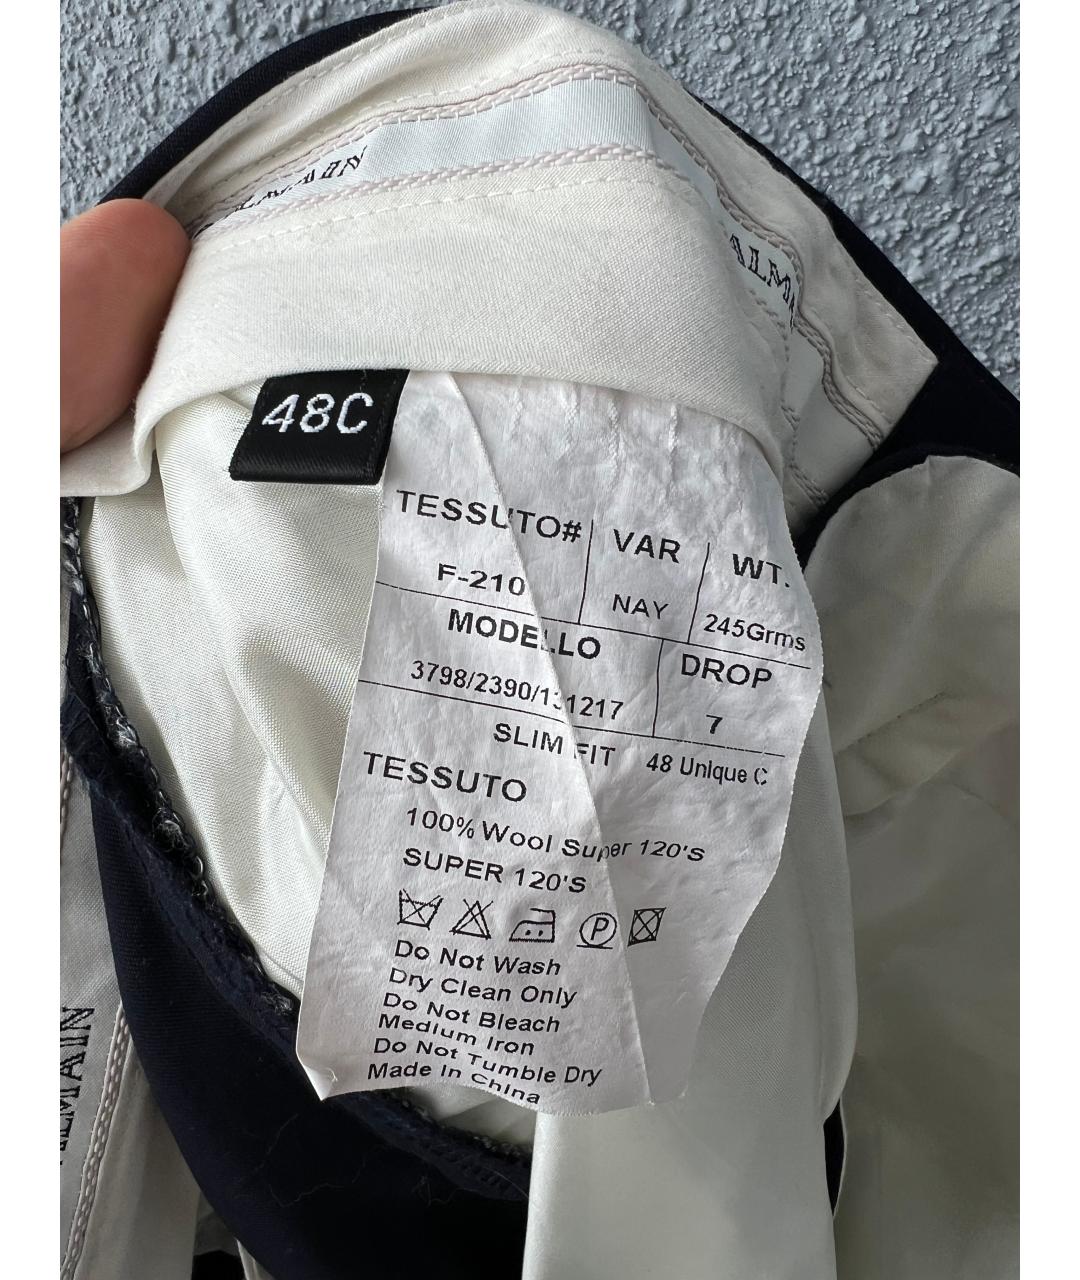 ALMA
48C
TESSUTO# VAR WT.
F-210 NAY 245Grms
MODELLO DROP
3798/2390/131217 7
SLIM FIT 48 Unique C
TESSUTO
100% Wool Super 120'S
SUPER 120'S
P
Do Not Wash
Dry Clean Only
Do Not Bleach
Medium Iron
Do Not Tumble Dry
Made In China
LMAIN